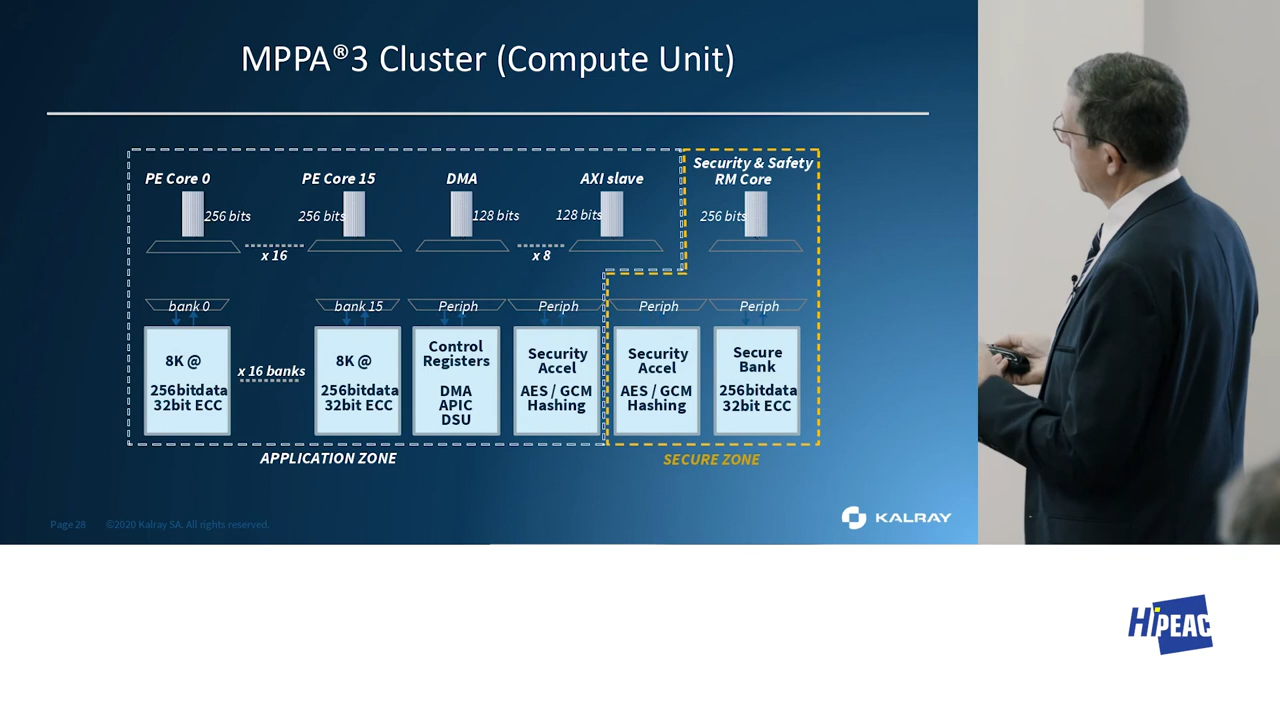 MPPA®3 Cluster (Compute Unit)
PE Core 0
PE Core 15
DMA
AXI slave
Security & Safety
RM Core
256 bits
256 bits
128 bits
128 bits
256 bits
x 16
x 8
bank 0
bank 15
Periph
Periph
Periph
Periph
8K @
256bitdata
32bit ECC
x 16 banks
8K @
256bitdata
32bit ECC
Control
Registers
DMA
APIC
DSU
Security
Accel
AES / GCM
Hashing
Security
Accel
AES / GCM
Hashing
Secure
Bank
256bitdata
32bit ECC
APPLICATION ZONE
SECURE ZONE
Page 28
©2020 Kalray SA. All rights reserved.
KALRAY
HiPEAC